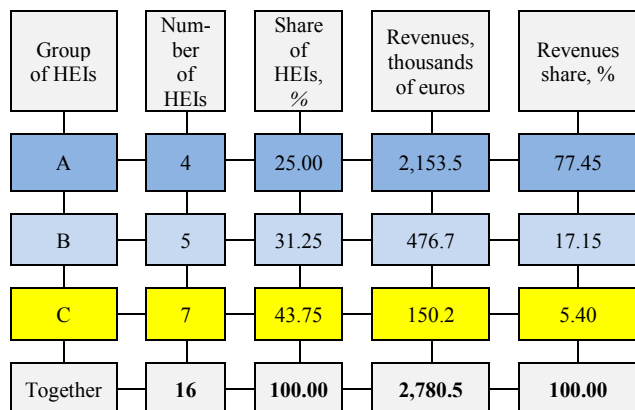 Group
of HEIs
Num-
ber
of
HEIs
Share
of
HEIs,
%
Revenues,
thousands
of euros
Revenues
share, %
A
4
25.00
2,153.5
77.45
B
5
31.25
476.7
17.15
C
7
43.75
150.2
5.40
Together
16
100.00
2,780.5
100.00